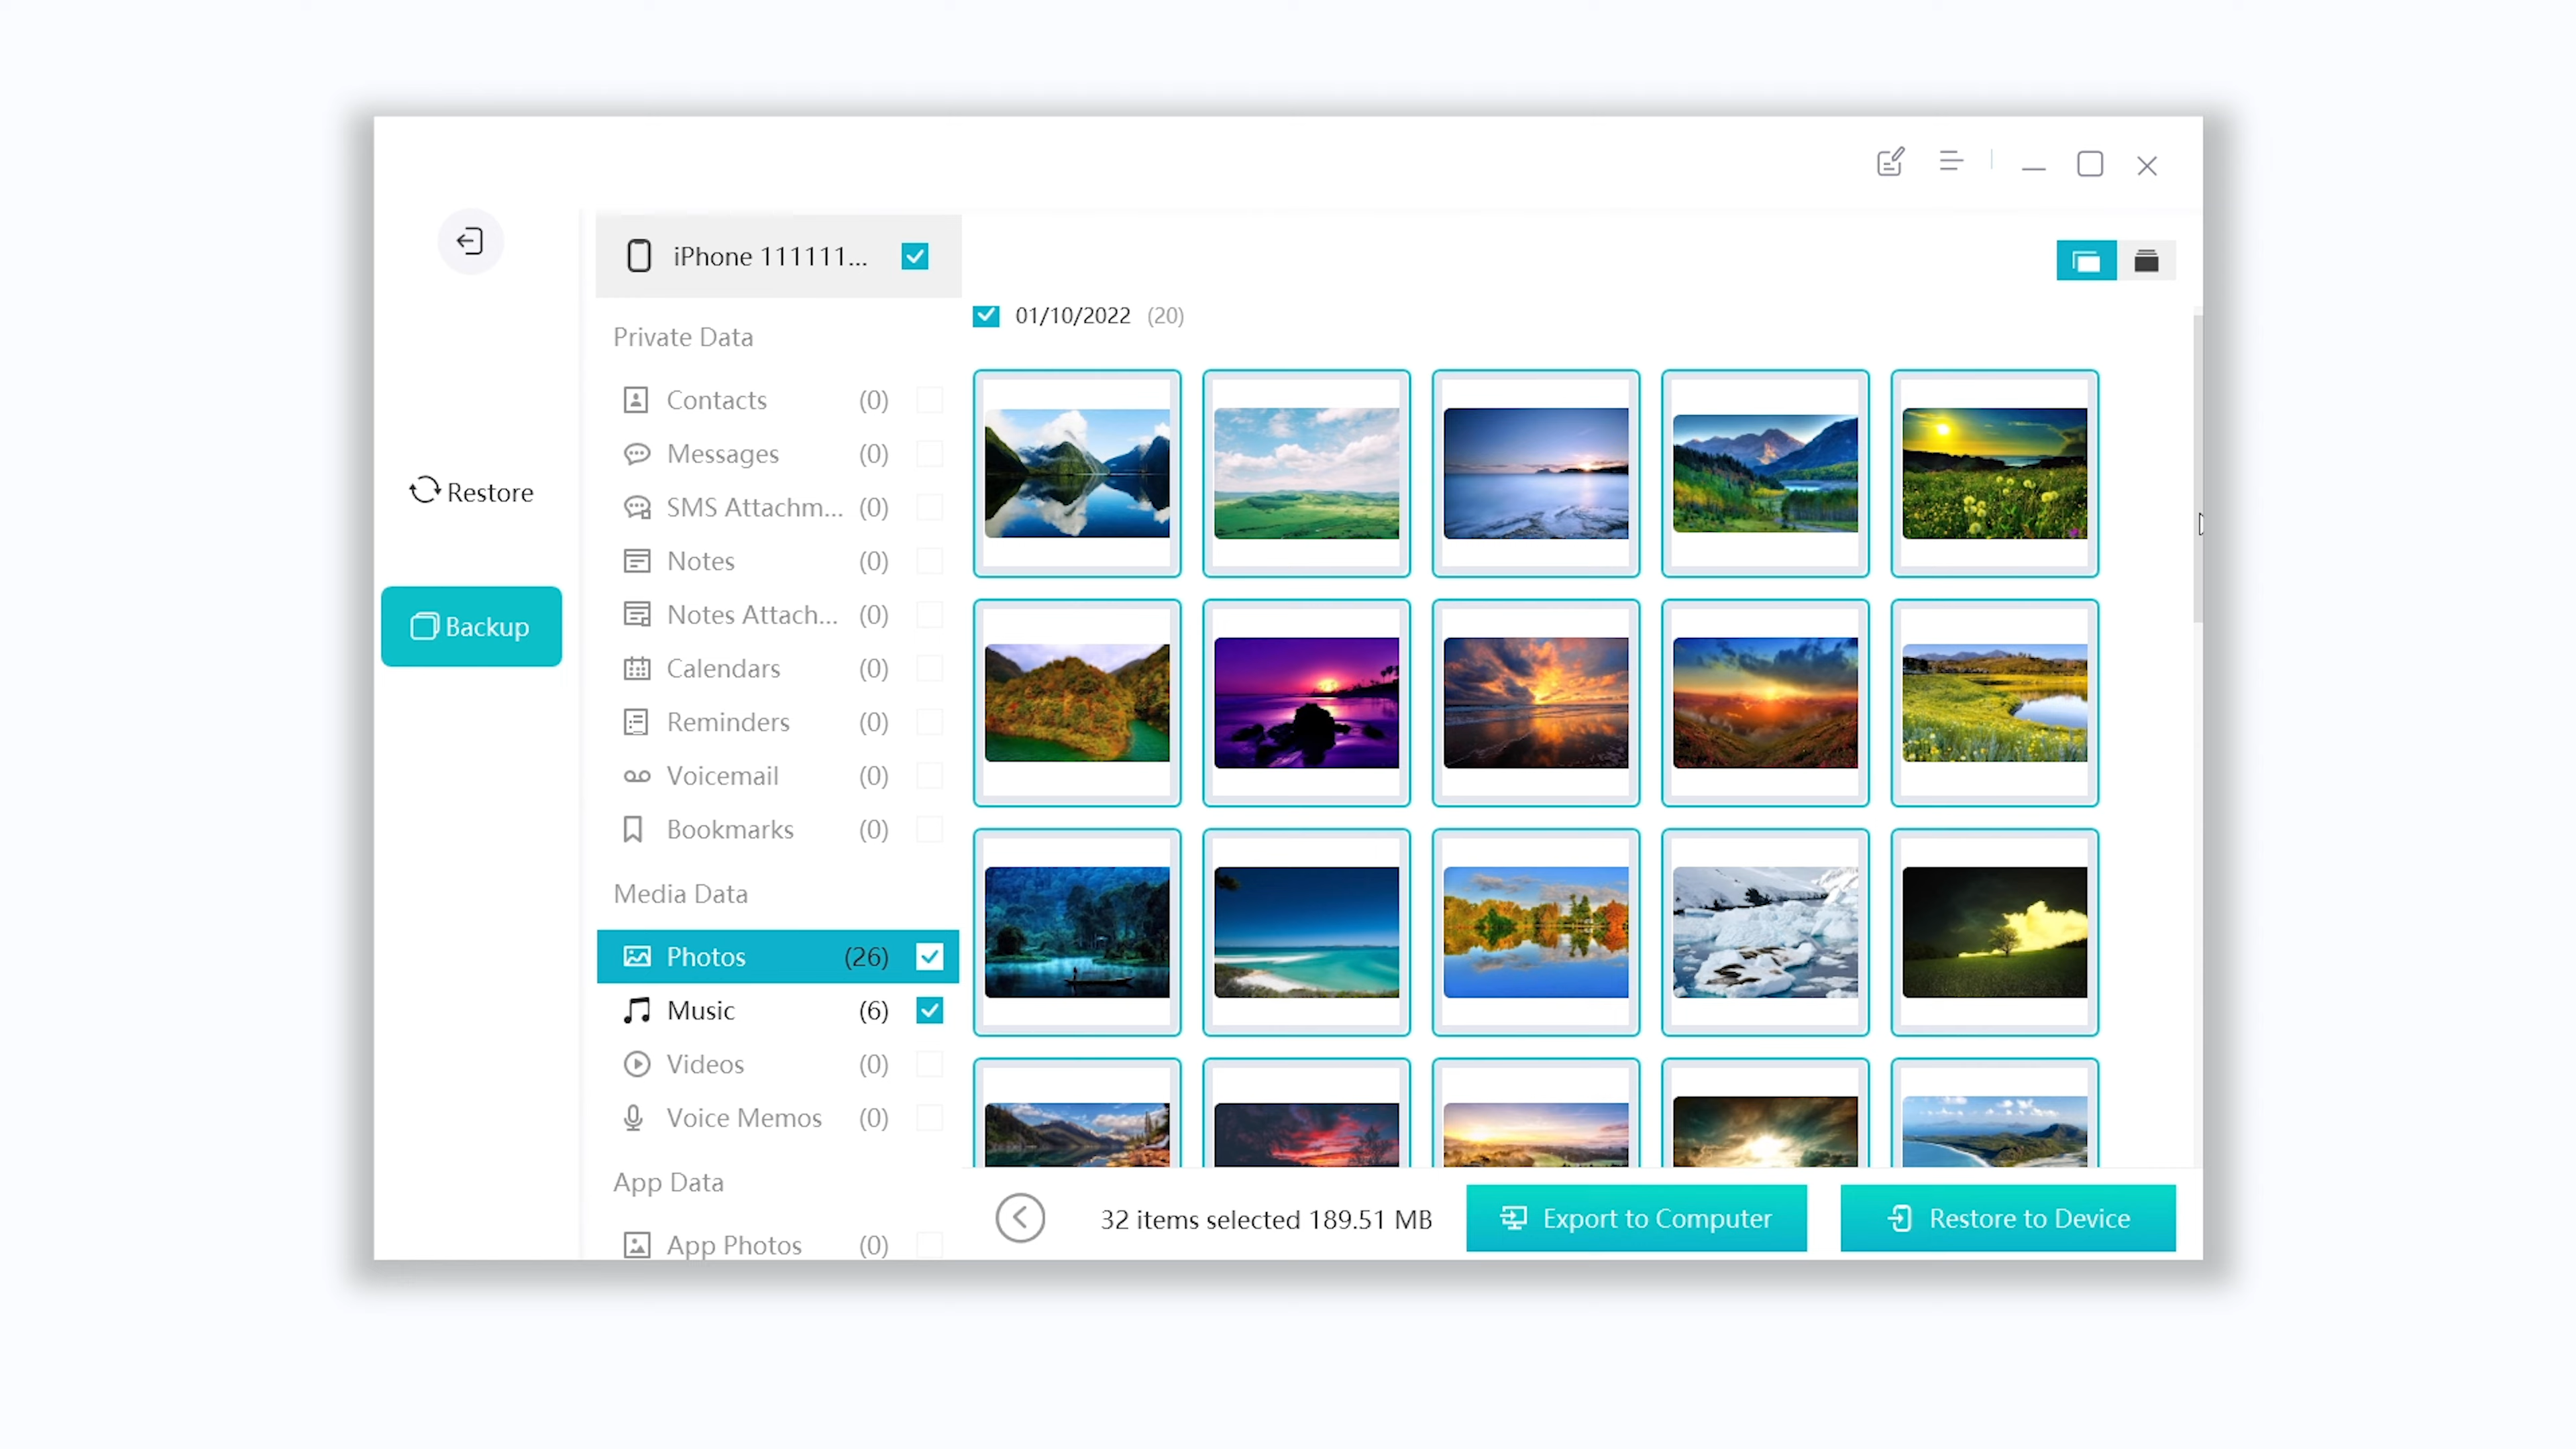 Restore
Backup
iPhone 111111...
Private Data
Contacts (0)
Messages (0)
SMS Attachm... (0)
Notes (0)
Notes Attach... (0)
Calendars (0)
Reminders (0)
Voicemail (0)
Bookmarks (0)
Media Data
Photos (26)
Music (6)
Videos (0)
Voice Memos (0)
App Data
App Photos (0)
01/10/2022 (20)
32 items selected 189.51 MB
Export to Computer
Restore to Device